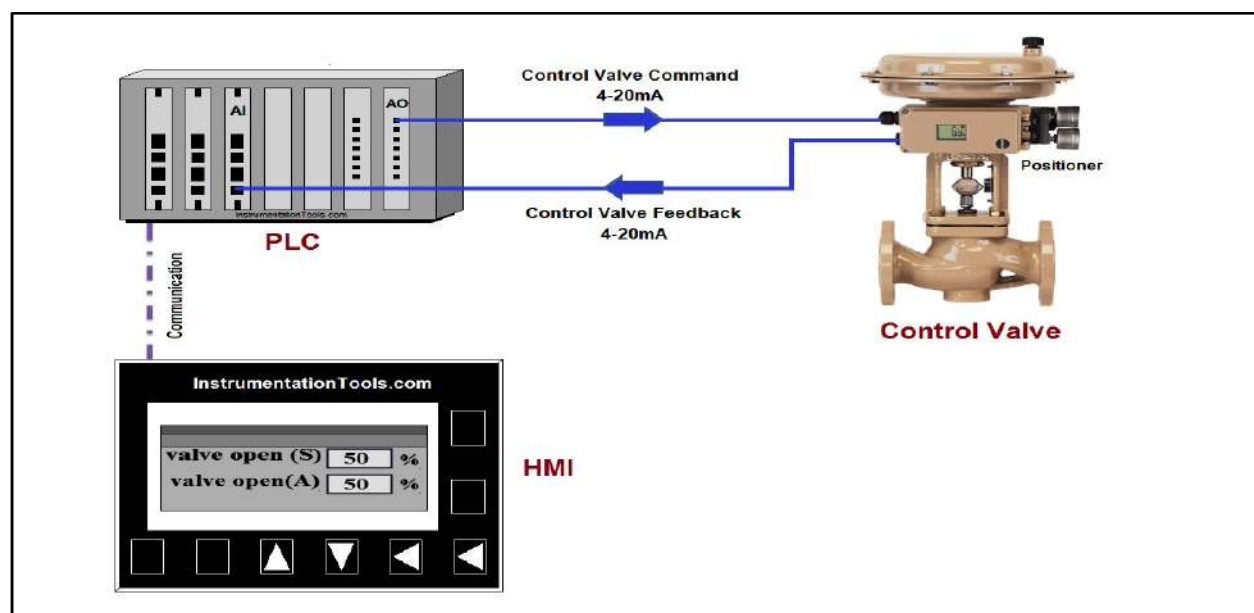 AI
AO
InstrumentationTools.com
PLC
Control Valve Command
4-20mA
Control Valve Feedback
4-20mA
Positioner
Control Valve
Communication
InstrumentationTools.com
valve open (S) 50 %
valve open(A) 50 %
HMI